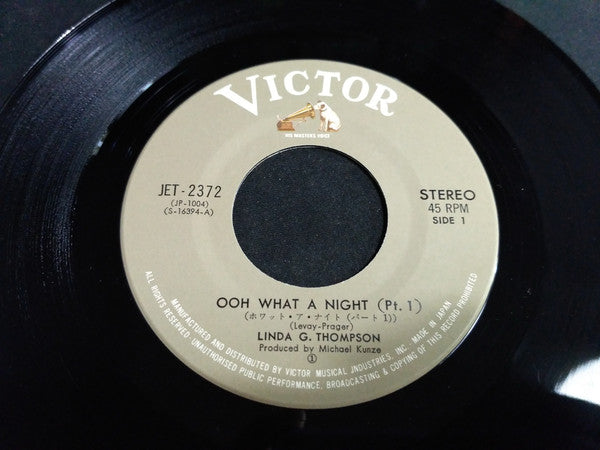 VICTOR
HIS MASTERS VOICE
JET-2372
(JP-1004)
(S-16394-A)
STEREO
45 RPM
SIDE 1
OOH WHAT A NIGHT (Pt. 1)
(ホワット・ア・ナイト (パート 1))
(Levay-Prager)
LINDA G. THOMPSON
Produced by Michael Kunze
①
MANUFACTURED AND DISTRIBUTED BY VICTOR MUSICAL INDUSTRIES, INC. MADE IN JAPAN
ALL RIGHTS RESERVED·UNAUTHORISED PUBLIC PERFORMANCE, BROADCASTING & COPYING OF THIS RECORD PROHIBITED